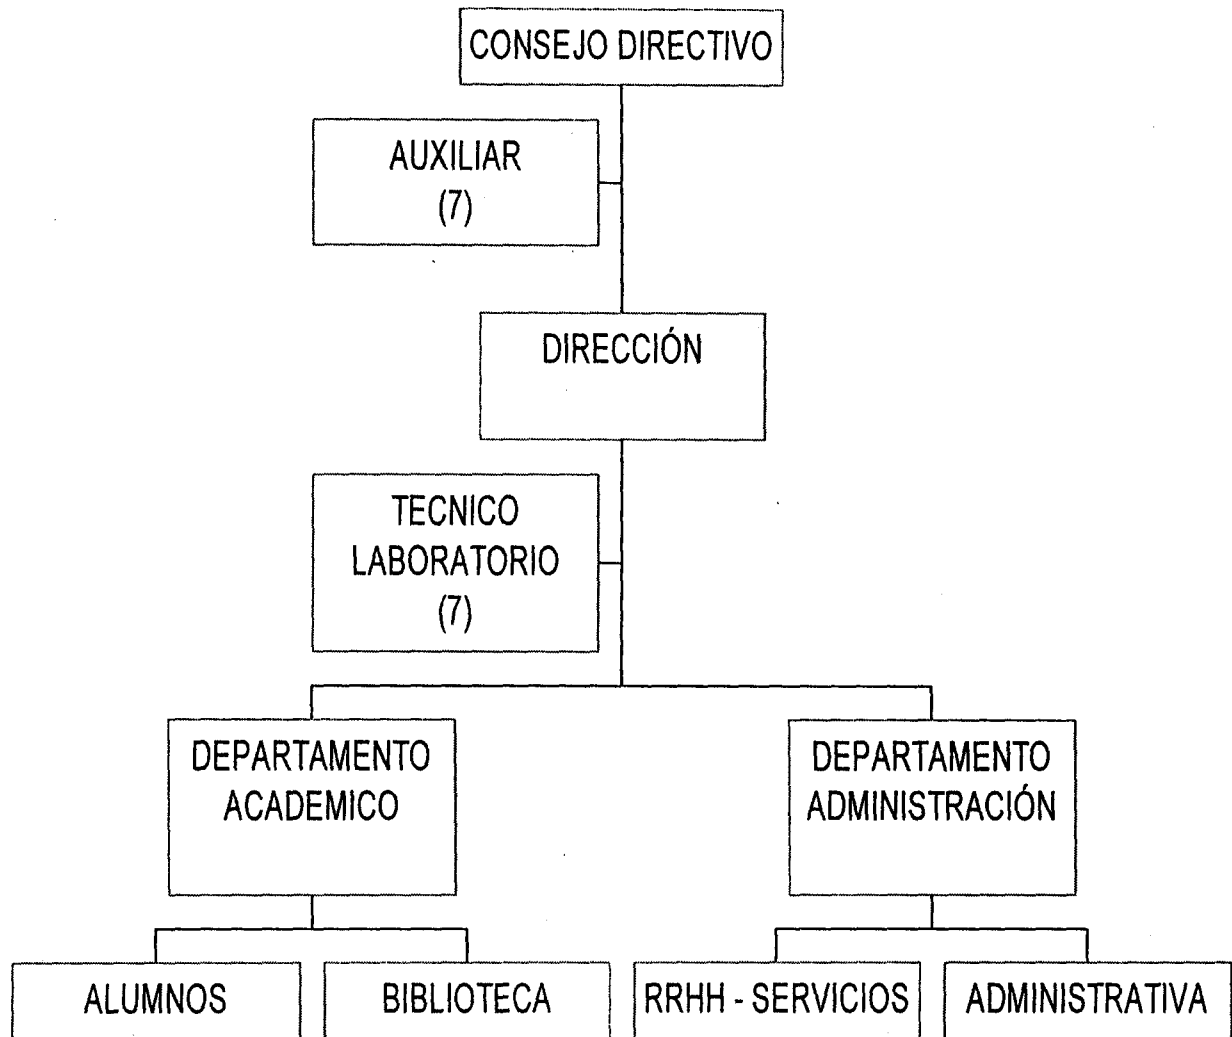 CONSEJO DIRECTIVO
AUXILIAR
(7)
DIRECCIÓN
TECNICO
LABORATORIO
(7)
DEPARTAMENTO
ACADEMICO
DEPARTAMENTO
ADMINISTRACIÓN
ALUMNOS
BIBLIOTECA
RRHH - SERVICIOS
ADMINISTRATIVA